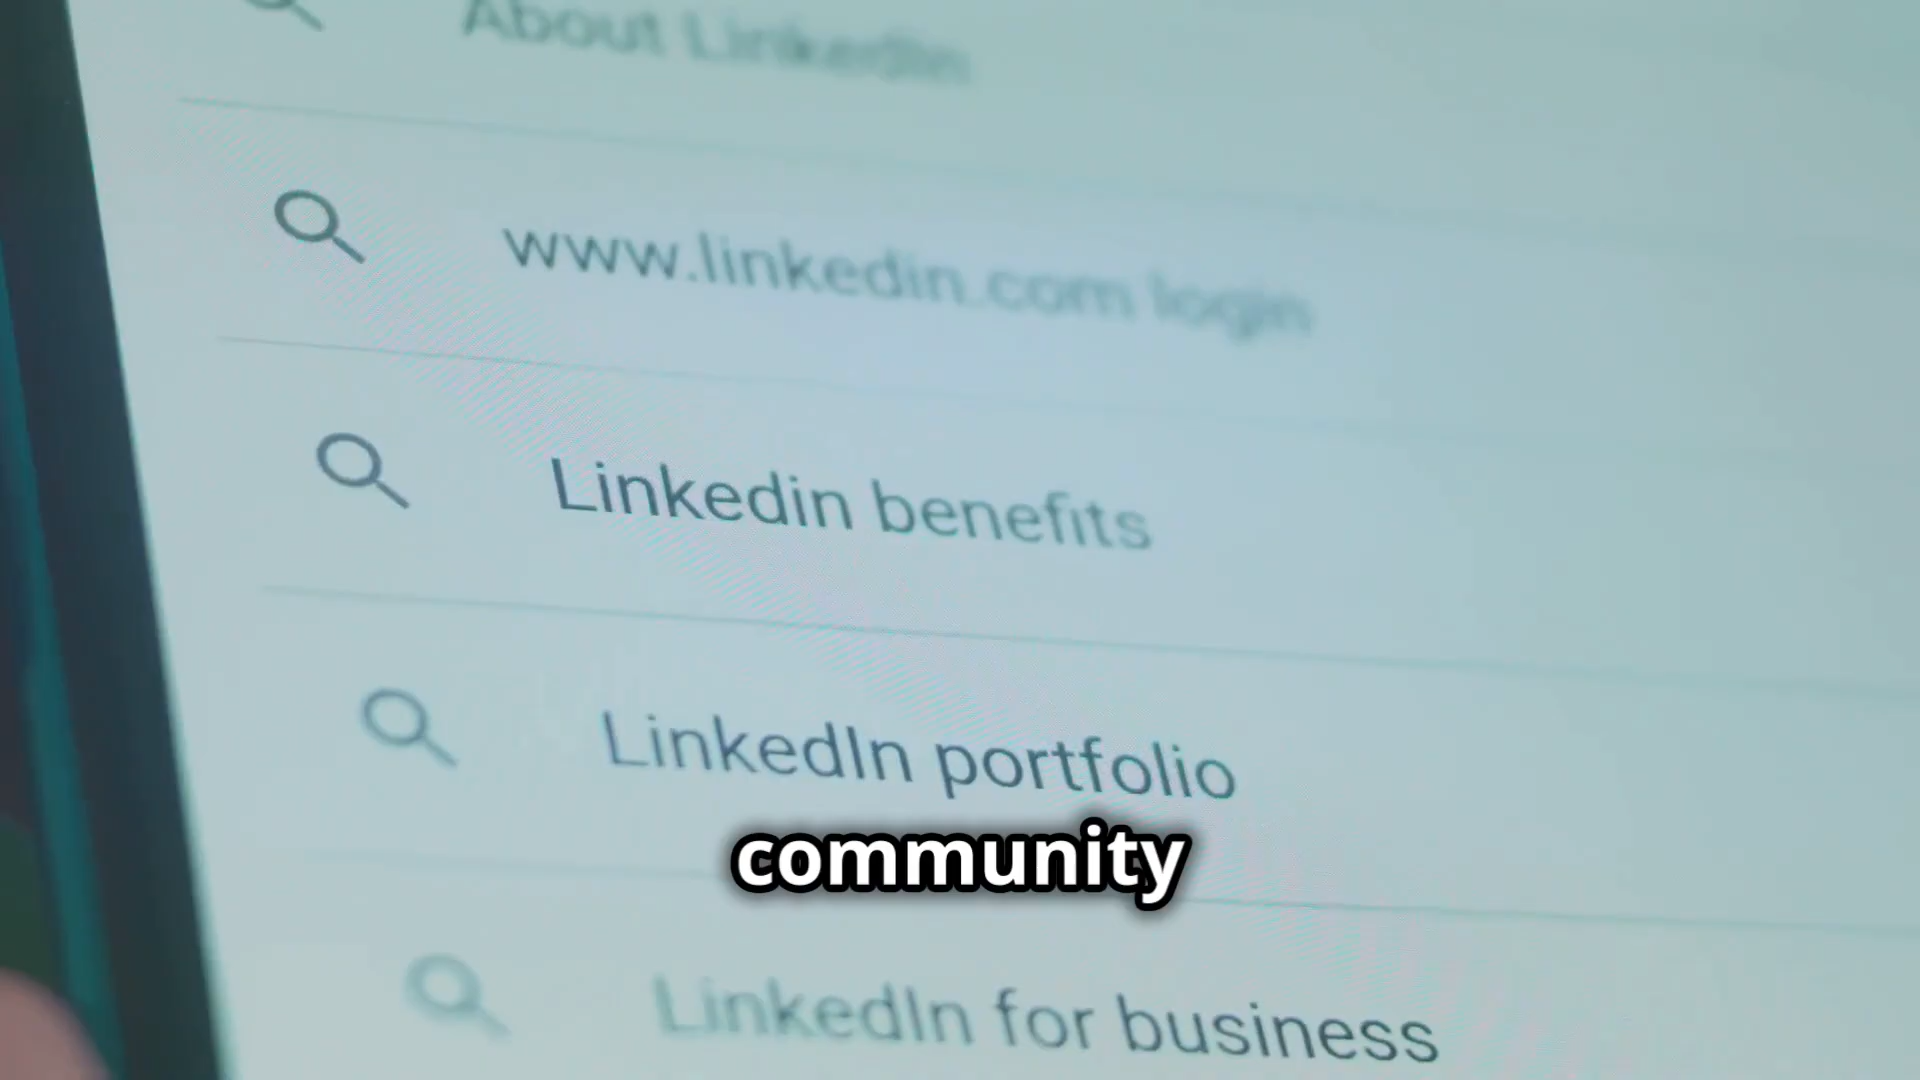 About LinkedIn
www.linkedin.com login
Linkedin benefits
LinkedIn portfolio
community
LinkedIn for business